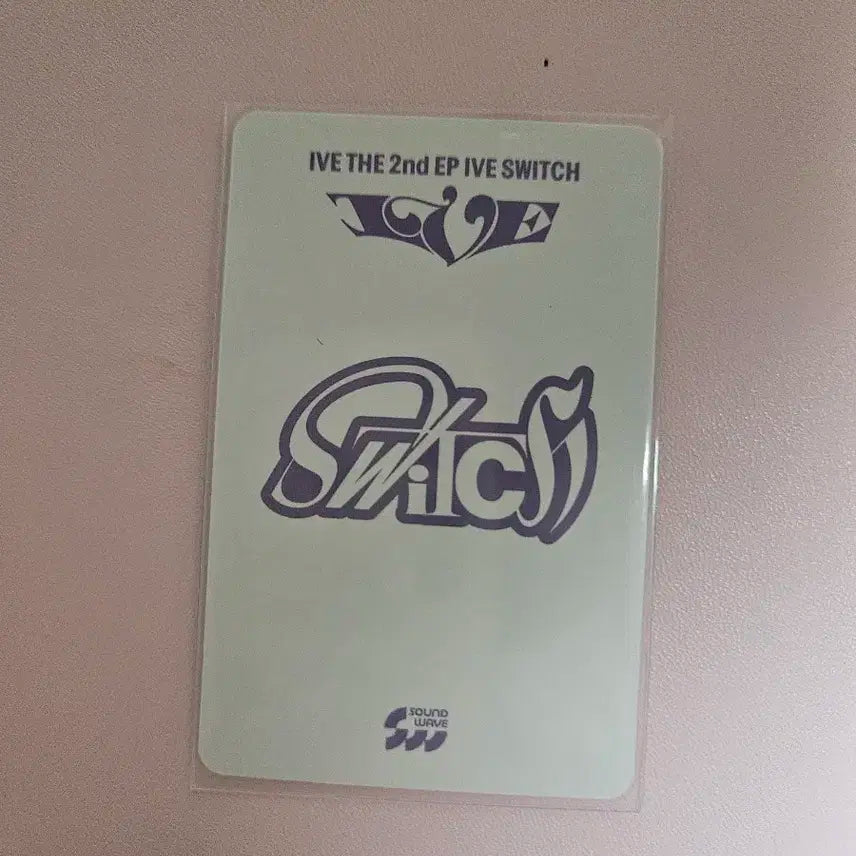 IVE THE 2nd EP IVE SWITCH
IVE
SWiTCH
SOUND
WAVE